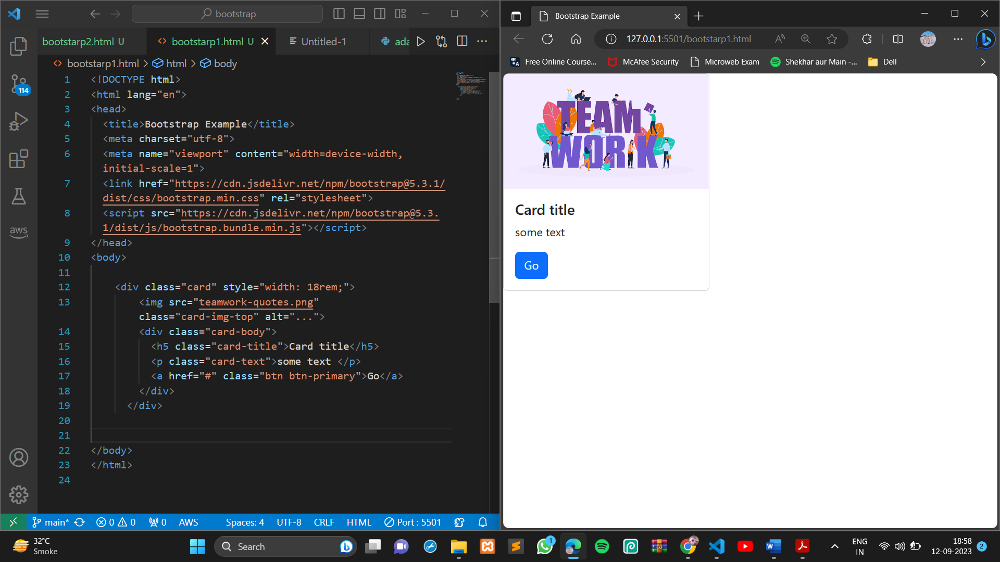 bootstrap
bootstarp2.html U
bootstarp1.html U
Untitled-1
ada
bootstarp1.html > html > body
114
aws
1 <!DOCTYPE html>
2 <html lang="en">
3 <head>
4 <title>Bootstrap Example</title>
5 <meta charset="utf-8">
6 <meta name="viewport" content="width=device-width,
initial-scale=1">
7 <link href="https://cdn.jsdelivr.net/npm/bootstrap@5.3.1/
dist/css/bootstrap.min.css" rel="stylesheet">
8 <script src="https://cdn.jsdelivr.net/npm/bootstrap@5.3.
1/dist/js/bootstrap.bundle.min.js"></script>
9 </head>
10 <body>
11
12 <div class="card" style="width: 18rem;">
13 <img src="teamwork-quotes.png"
class="card-img-top" alt="...">
14 <div class="card-body">
15 <h5 class="card-title">Card title</h5>
16 <p class="card-text">some text </p>
17 <a href="#" class="btn btn-primary">Go</a>
18 </div>
19 </div>
20
21
22 </body>
23 </html>
24
main* 0 0 0 AWS Spaces: 4 UTF-8 CRLF HTML Port : 5501
Bootstrap Example
127.0.0.1:5501/bootstarp1.html
Free Online Course... McAfee Security Microweb Exam Shekhar aur Main -... Dell
TEAM
WORK
Card title
some text
Go
32°C
Smoke
Search
1
ENG
IN
18:58
12-09-2023
2